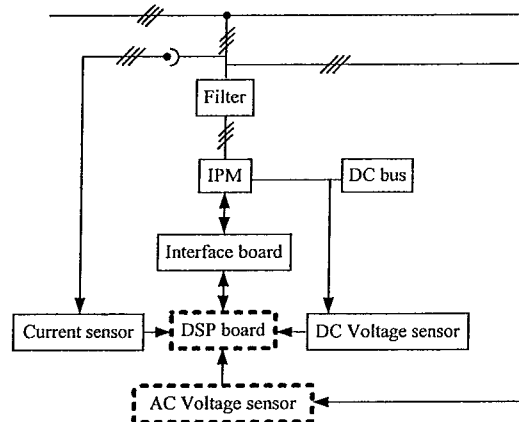 Filter
IPM
DC bus
Interface board
Current sensor
DSP board
DC Voltage sensor
AC Voltage sensor